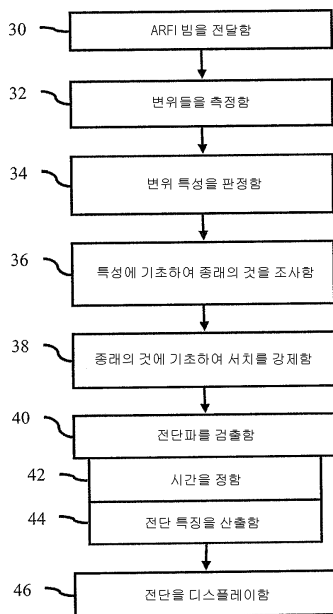 30
ARFI 빔을 전달함
32
변위들을 측정함
34
변위 특성을 판정함
36
특성에 기초하여 종래의 것을 조사함
38
종래의 것에 기초하여 서치를 강제함
40
전단파를 검출함
42
시간을 정함
44
전단 특징을 산출함
46
전단을 디스플레이함